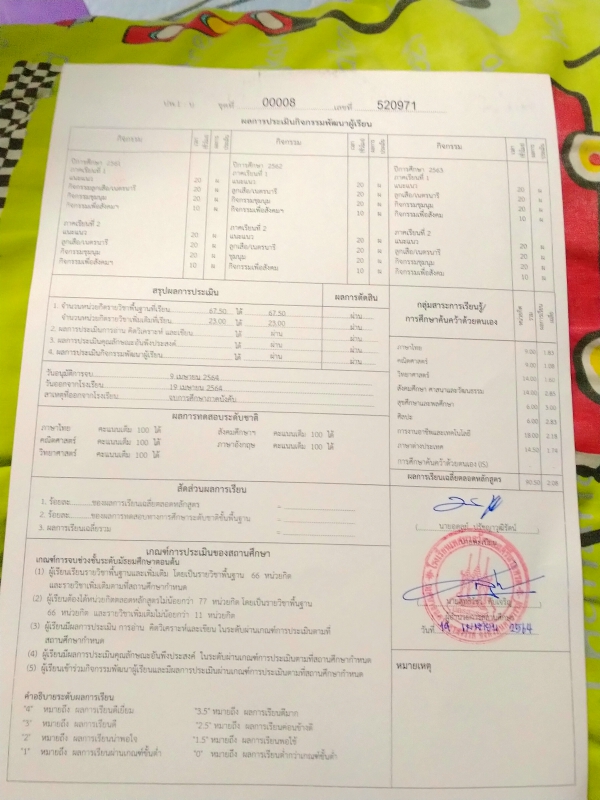 ปพ.1 : บ ชุดที่ 00008 เลขที่ 520971
ผลการประเมินกิจกรรมพัฒนาผู้เรียน
กิจกรรม กิจกรรม กิจกรรม
ปีการศึกษา 2561 ปีการศึกษา 2562 ปีการศึกษา 2563
ภาคเรียนที่ 1 ภาคเรียนที่ 1 ภาคเรียนที่ 1
แนะแนว 20 ผ แนะแนว 20 ผ แนะแนว 20 ผ
กิจกรรมลูกเสือ/เนตรนารี 20 ผ ลูกเสือ/เนตรนารี 20 ผ ลูกเสือ/เนตรนารี 20 ผ
กิจกรรมชุมนุม 20 ผ กิจกรรมชุมนุม 20 ผ กิจกรรมชุมนุม 20 ผ
กิจกรรมเพื่อสังคมฯ 10 ผ กิจกรรมเพื่อสังคมฯ 10 ผ กิจกรรมเพื่อสังคม 10 ผ
ภาคเรียนที่ 2 ภาคเรียนที่ 2 ภาคเรียนที่ 2
แนะแนว 20 ผ แนะแนว 20 ผ แนะแนว 20 ผ
ลูกเสือ/เนตรนารี 20 ผ ลูกเสือ/เนตรนารี 20 ผ ลูกเสือ/เนตรนารี 20 ผ
กิจกรรมชุมนุม 20 ผ กิจกรรมชุมนุม 20 ผ กิจกรรมชุมนุม 20 ผ
กิจกรรมเพื่อสังคมฯ 10 ผ กิจกรรมเพื่อสังคม 10 ผ กิจกรรมเพื่อสังคม 10 ผ
สรุปผลการประเมิน ผลการตัดสิน
1. จำนวนหน่วยกิตรายวิชาพื้นฐานที่เรียน 67.50 ได้ 67.50 ผ่าน
จำนวนหน่วยกิตรายวิชาเพิ่มเติมที่เรียน 23.00 ได้ 23.00 ผ่าน
2. ผลการประเมินการอ่าน คิดวิเคราะห์ และเขียน ได้ ผ่าน ผ่าน
3. ผลการประเมินคุณลักษณะอันพึงประสงค์ ได้ ผ่าน ผ่าน
4. ผลการประเมินกิจกรรมพัฒนาผู้เรียน ได้ ผ่าน ผ่าน
วันอนุมัติการจบ 9 เมษายน 2564
วันออกจากโรงเรียน 19 เมษายน 2564
สาเหตุที่ออกจากโรงเรียน จบการศึกษาภาคบังคับ
ผลการทดสอบระดับชาติ
ภาษาไทย คะแนนเต็ม 100 ได้ สังคมศึกษาฯ คะแนนเต็ม 100 ได้
คณิตศาสตร์ คะแนนเต็ม 100 ได้ ภาษาอังกฤษ คะแนนเต็ม 100 ได้
วิทยาศาสตร์ คะแนนเต็ม 100 ได้
กลุ่มสาระการเรียนรู้/
การศึกษาค้นคว้าด้วยตนเอง
ภาษาไทย 9.00 1.83
คณิตศาสตร์ 9.00 1.08
วิทยาศาสตร์ 14.00
สังคมศึกษา ศาสนาและวัฒนธรรม 14.00
สุขศึกษาและพลศึกษา 6.00 3.00
ศิลปะ 6.00 2.83
การงานอาชีพและเทคโนโลยี 18.00 2.18
ภาษาต่างประเทศ 14.50 1.74
การศึกษาค้นคว้าด้วยตนเอง (IS)
ผลการเรียนเฉลี่ยตลอดหลักสูตร 90.50 2.08
สัดส่วนผลการเรียน
1. ร้อยละ ของผลการเรียนเฉลี่ยตลอดหลักสูตร
2. ร้อยละ ของผลการทดสอบทางการศึกษาระดับชาติขั้นพื้นฐาน
3. ผลการเรียนเฉลี่ยรวม
เกณฑ์การประเมินของสถานศึกษา
เกณฑ์การจบช่วงชั้นระดับมัธยมศึกษาตอนต้น
(1) ผู้เรียนเรียนรายวิชาพื้นฐานและเพิ่มเติม โดยเป็นรายวิชาพื้นฐาน 66 หน่วยกิต
และรายวิชาเพิ่มเติมตามที่สถานศึกษากำหนด
(2) ผู้เรียนต้องได้หน่วยกิตตลอดหลักสูตรไม่น้อยกว่า 77 หน่วยกิต โดยเป็นรายวิชาพื้นฐาน
66 หน่วยกิต และรายวิชาเพิ่มเติมไม่น้อยกว่า 11 หน่วยกิต
(3) ผู้เรียนมีผลการประเมิน การอ่าน คิดวิเคราะห์และเขียน ในระดับผ่านเกณฑ์ประเมินตามที่
สถานศึกษากำหนด
(4) ผู้เรียนมีผลการประเมินคุณลักษณะอันพึงประสงค์ ในระดับผ่านเกณฑ์การประเมินตามที่สถานศึกษากำหนด
(5) ผู้เรียนเข้าร่วมกิจกรรมพัฒนาผู้เรียนและมีผลการประเมินผ่านเกณฑ์การประเมินตามที่สถานศึกษากำหนด
คำอธิบายระดับผลการเรียน
"4" หมายถึง ผลการเรียนดีเยี่ยม "3.5" หมายถึง ผลการเรียนดีมาก
"3" หมายถึง ผลการเรียนดี "2.5" หมายถึง ผลการเรียนค่อนข้างดี
"2" หมายถึง ผลการเรียนน่าพอใจ "1.5" หมายถึง ผลการเรียนพอใช้
"1" หมายถึง ผลการเรียนผ่านเกณฑ์ขั้นต่ำ "0" หมายถึง ผลการเรียนต่ำกว่าเกณฑ์ขั้นต่ำ
วันที่ 19 เมษายน 2564
หมายเหตุ